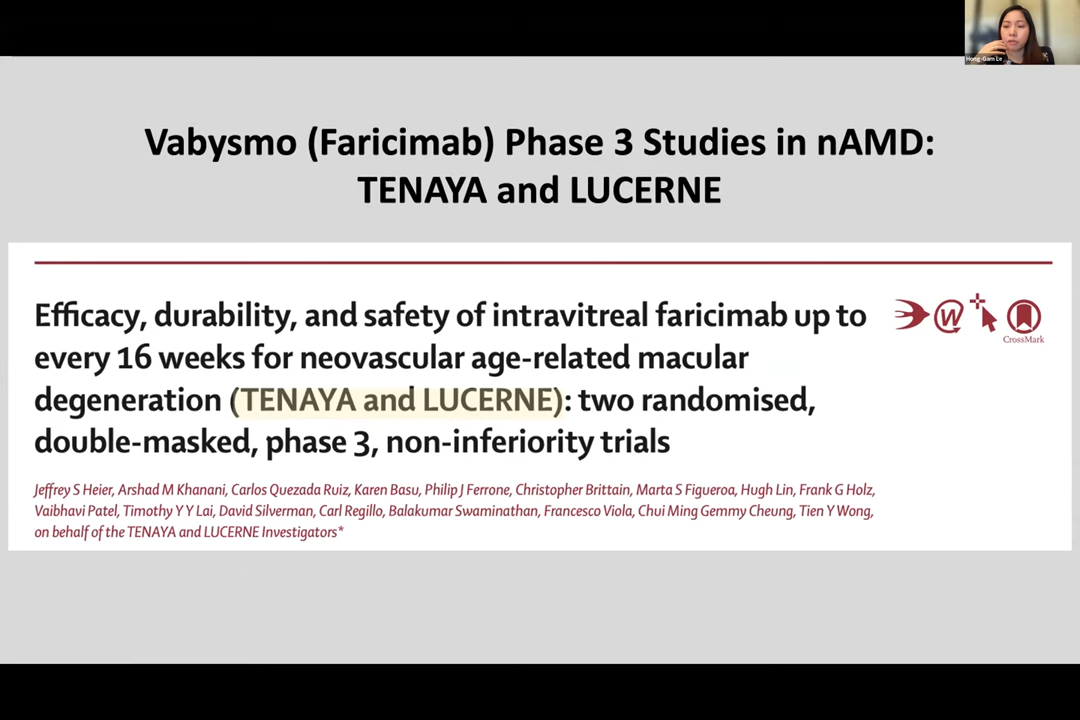 Hong-Gam Le
Vabysmo (Faricimab) Phase 3 Studies in nAMD:
TENAYA and LUCERNE
Efficacy, durability, and safety of intravitreal faricimab up to
every 16 weeks for neovascular age-related macular
degeneration (TENAYA and LUCERNE): two randomised,
double-masked, phase 3, non-inferiority trials
W
CrossMark
Jeffrey S Heier, Arshad M Khanani, Carlos Quezada Ruiz, Karen Basu, Philip J Ferrone, Christopher Brittain, Marta S Figueroa, Hugh Lin, Frank G Holz,
Vaibhavi Patel, Timothy Y Y Lai, David Silverman, Carl Regillo, Balakumar Swaminathan, Francesco Viola, Chui Ming Gemmy Cheung, Tien Y Wong,
on behalf of the TENAYA and LUCERNE Investigators*